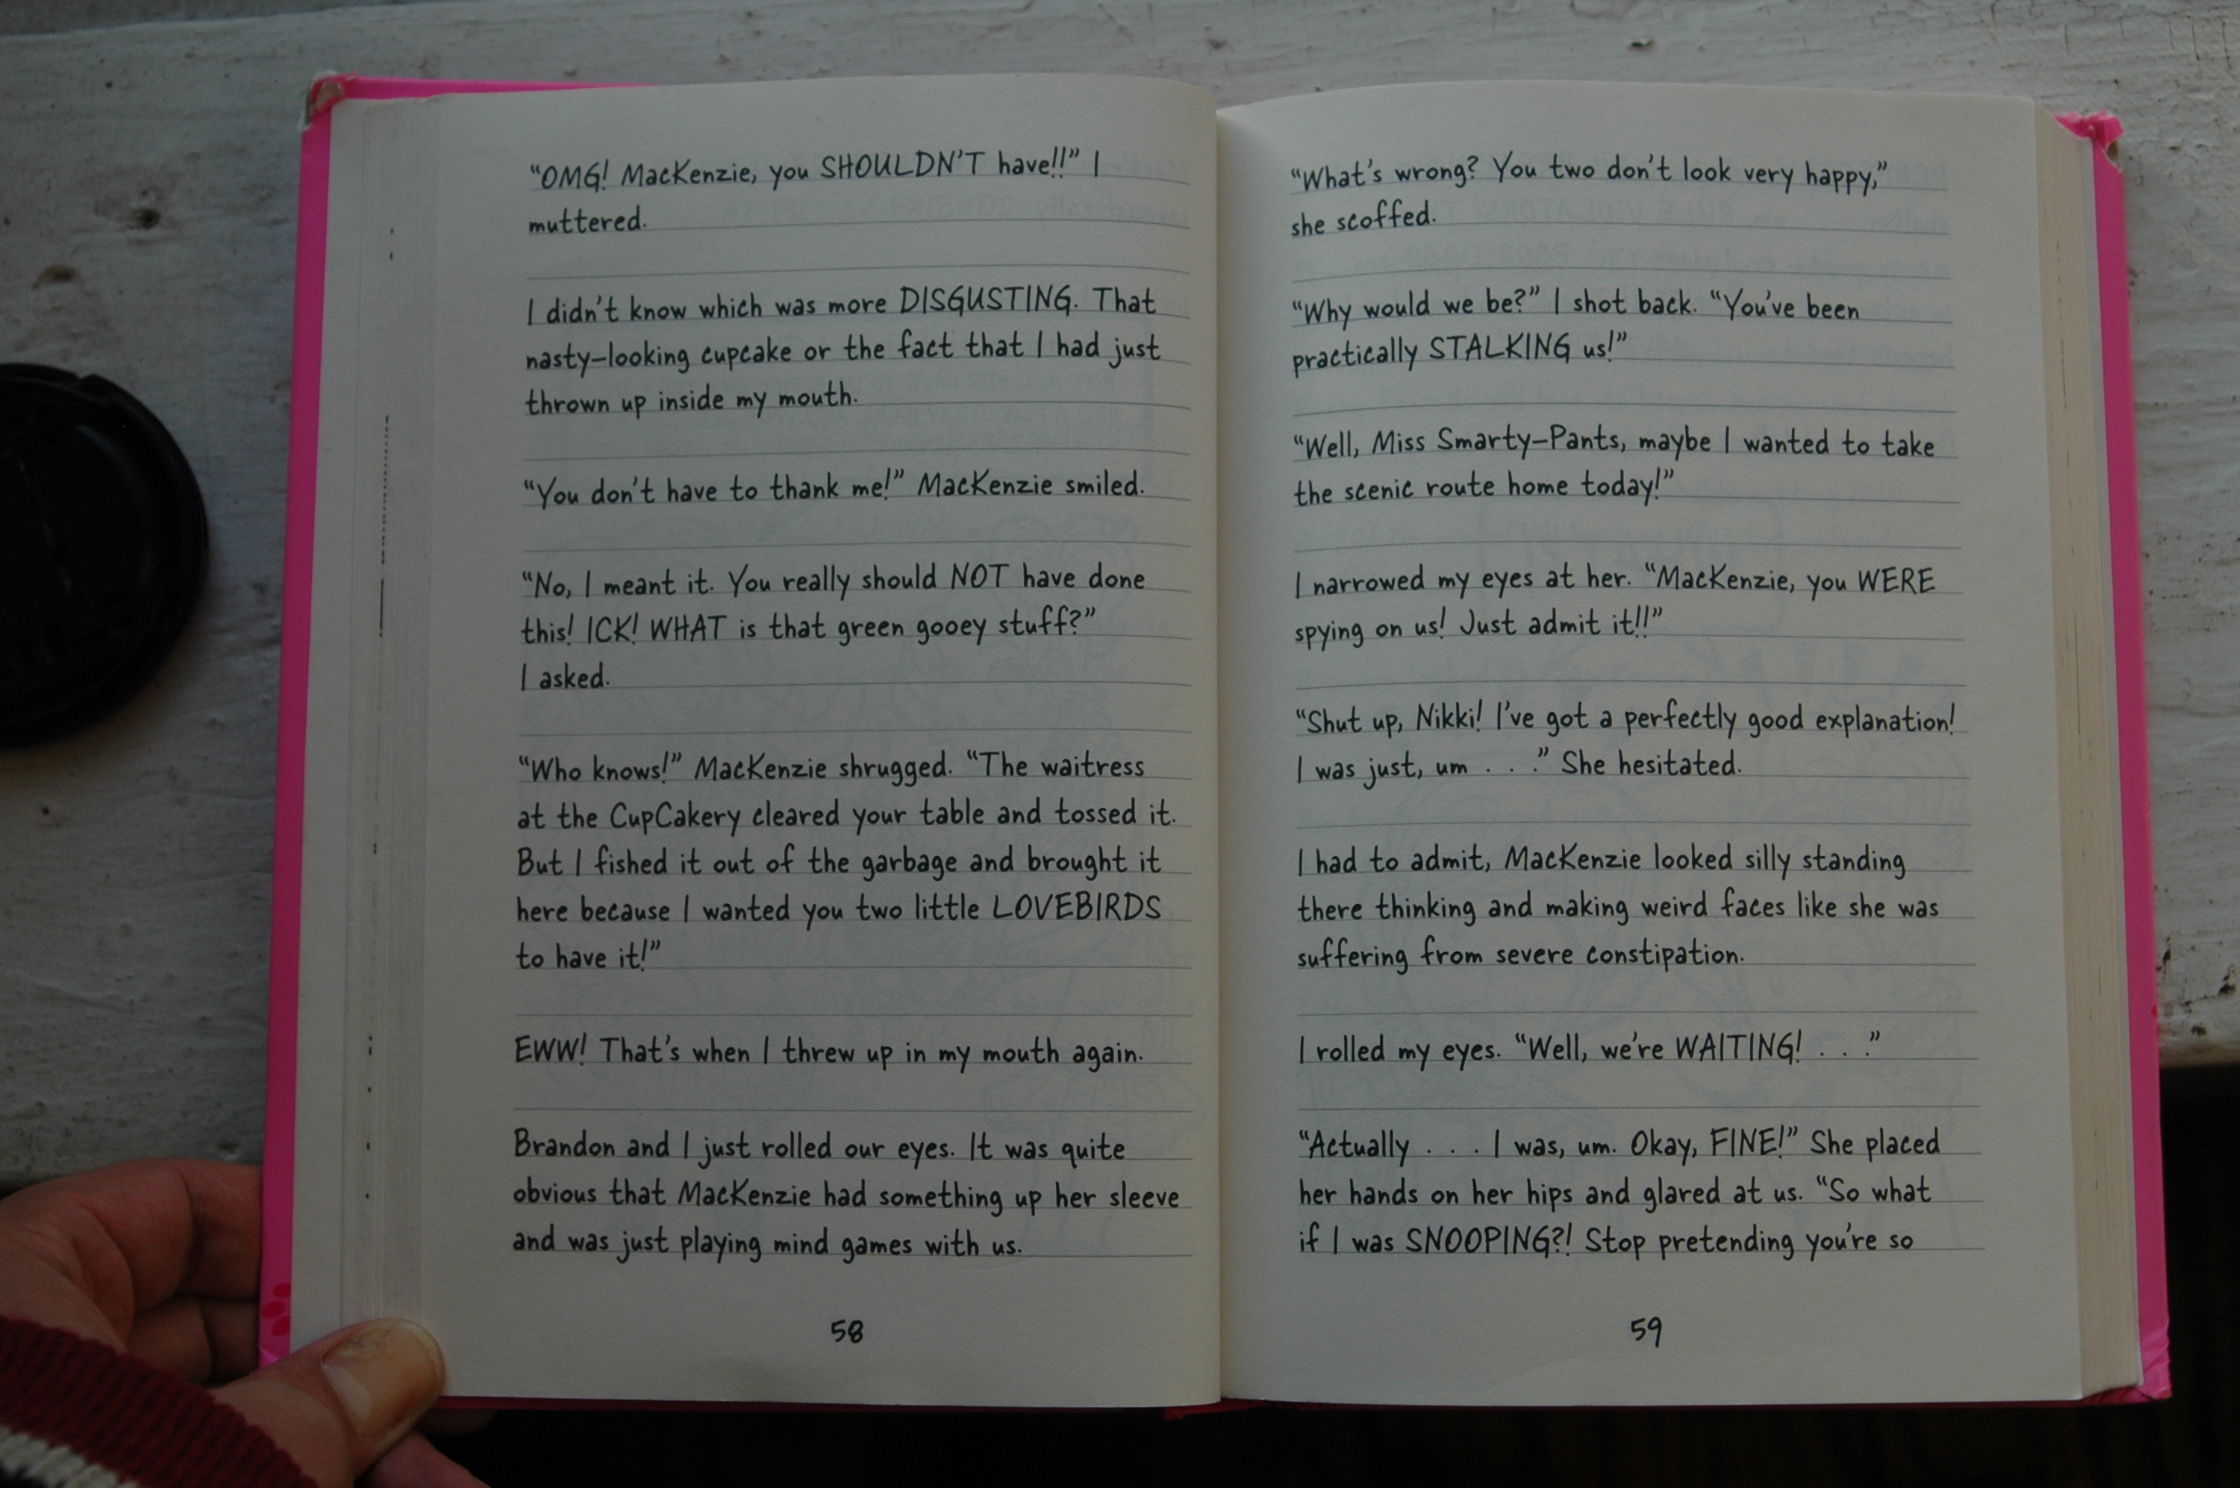 "OMG! MacKenzie, you SHOULDN'T have!!" I
muttered.
I didn't know which was more DISGUSTING. That
nasty-looking cupcake or the fact that I had just
thrown up inside my mouth.
"You don't have to thank me!" MacKenzie smiled.
"No, I meant it. You really should NOT have done
this! ICK! WHAT is that green gooey stuff?"
I asked.
"Who knows!" MacKenzie shrugged. "The waitress
at the CupCakery cleared your table and tossed it.
But I fished it out of the garbage and brought it
here because I wanted you two little LOVEBIRDS
to have it!"
EWW! That's when I threw up in my mouth again.
Brandon and I just rolled our eyes. It was quite
obvious that MacKenzie had something up her sleeve
and was just playing mind games with us.
58
"What's wrong? You two don't look very happy,"
she scoffed.
"Why would we be?" I shot back. "You've been
practically STALKING us!"
"Well, Miss Smarty-Pants, maybe I wanted to take
the scenic route home today!"
I narrowed my eyes at her. "MacKenzie, you WERE
spying on us! Just admit it!!"
"Shut up, Nikki! I've got a perfectly good explanation!
I was just, um . . ." She hesitated.
I had to admit, MacKenzie looked silly standing
there thinking and making weird faces like she was
suffering from severe constipation.
I rolled my eyes. "Well, we're WAITING! . . ."
"Actually . . . I was, um. Okay, FINE!" She placed
her hands on her hips and glared at us. "So what
if I was SNOOPING?! Stop pretending you're so
59